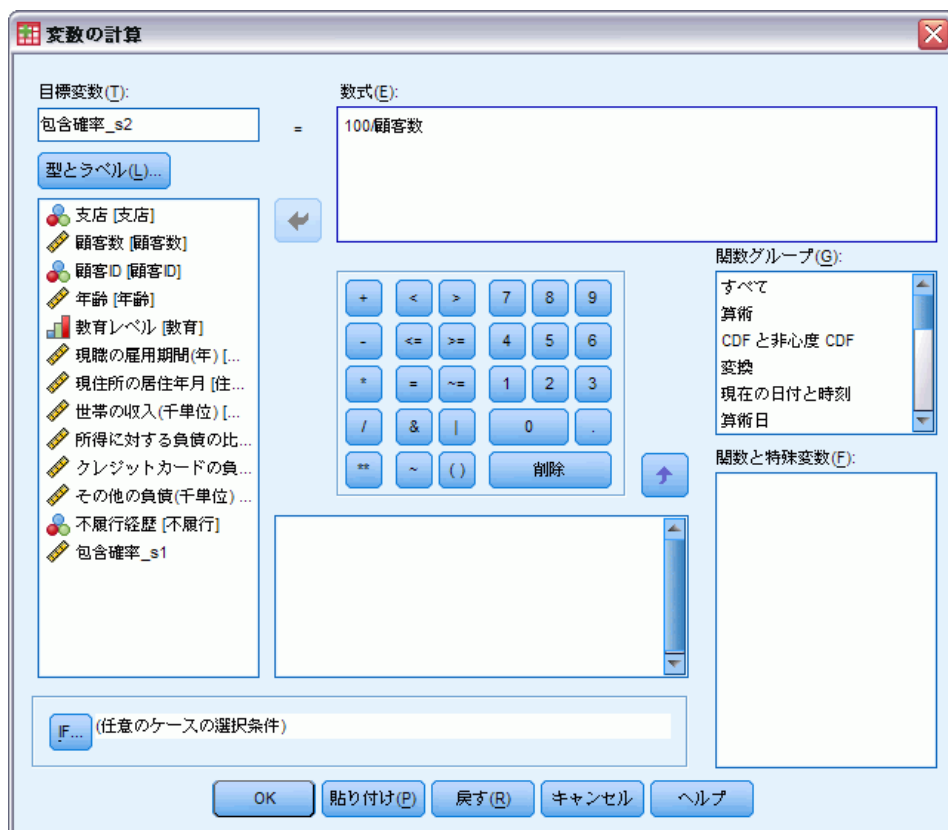 変数の計算
目標変数(T):
包含確率_s2
=
数式(E):
100/顧客数
型とラベル(L)...
支店 [支店]
顧客数 [顧客数]
顧客ID [顧客ID]
年齢 [年齢]
教育レベル [教育]
現職の雇用期間(年) [...
現住所の居住年月 [住...
世帯の収入(千単位) [...
所得に対する負債の比...
クレジットカードの負...
その他の負債(千単位) ...
不履行経歴 [不履行]
包含確率_s1
+ < > 7 8 9
- <= >= 4 5 6
* = ~= 1 2 3
/ & | 0 .
** ~ ( ) 削除
関数グループ(G):
すべて
算術
CDF と非心度 CDF
変換
現在の日付と時刻
算術日
関数と特殊変数(F):
IF... (任意のケースの選択条件)
OK 貼り付け(P) 戻す(R) キャンセル ヘルプ